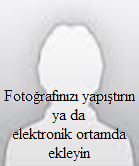 Fotoğrafınızı yapıştırın
ya da
elektronik ortamda
ekleyin